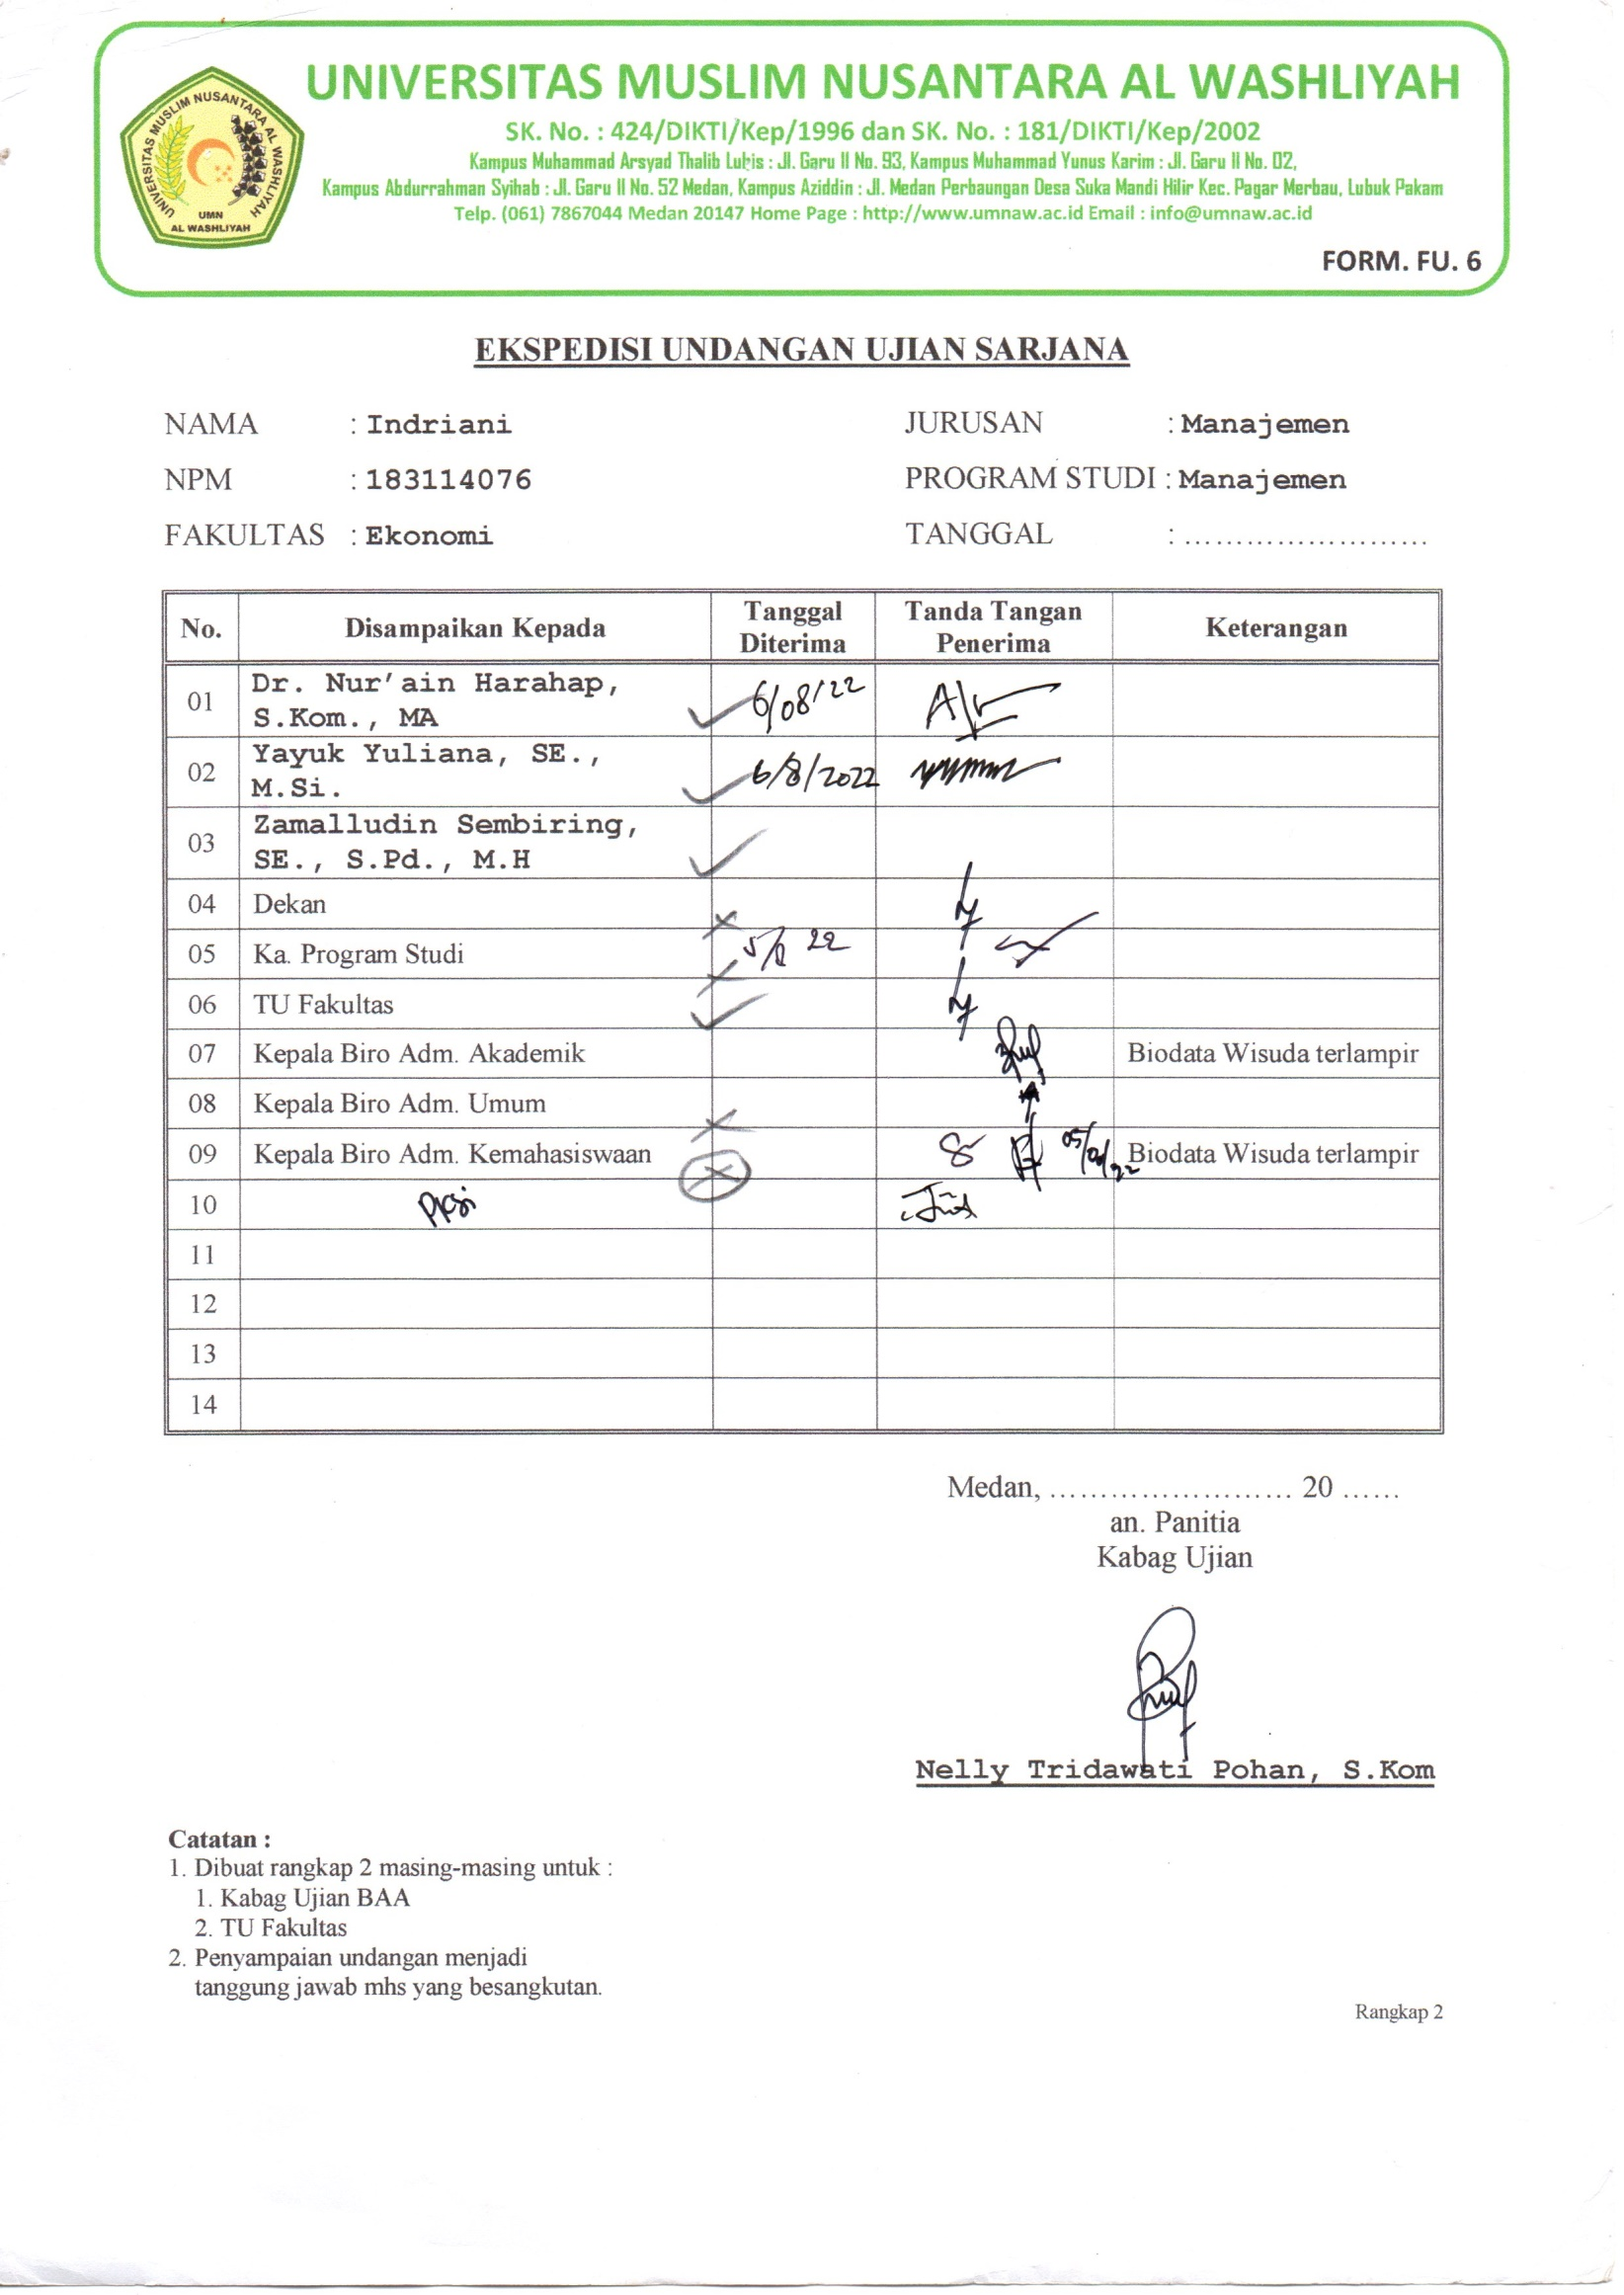 UNIVERSITAS MUSLIM NUSANTARA AL WASHLIYAH
UNIVERSITAS MUSLIM NUSANTARA AL WASHLIYAH
UMN
AL WASHLIYAH
SK. No. : 424/DIKTI/Kep/1996 dan SK. No. : 181/DIKTI/Kep/2002
Kampus Muhammad Arsyad Thalib Lubis : Jl. Garu II No. 93, Kampus Muhammad Yunus Karim : Jl. Garu II No. 02,
Kampus Abdurrahman Syihab : Jl. Garu II No. 52 Medan, Kampus Aziddin : Jl. Medan Perbaungan Desa Suka Mandi Hilir Kec. Pagar Merbau, Lubuk Pakam
Telp. (061) 7867044 Medan 20147 Home Page : http://www.umnaw.ac.id Email : info@umnaw.ac.id
FORM. FU. 6
EKSPEDISI UNDANGAN UJIAN SARJANA
NAMA : Indriani JURUSAN : Manajemen
NPM : 183114076 PROGRAM STUDI : Manajemen
FAKULTAS : Ekonomi TANGGAL : ........................
No. Disampaikan Kepada Tanggal Diterima Tanda Tangan Penerima Keterangan
01 Dr. Nur'ain Harahap, S.Kom., MA 6/08/22
02 Yayuk Yuliana, SE., M.Si. 6/8/2022
03 Zamalludin Sembiring, SE., S.Pd., M.H
04 Dekan
05 Ka. Program Studi
06 TU Fakultas
07 Kepala Biro Adm. Akademik Biodata Wisuda terlampir
08 Kepala Biro Adm. Umum
09 Kepala Biro Adm. Kemahasiswaan Biodata Wisuda terlampir
10
11
12
13
14
Medan, ........................ 20 ......
an. Panitia
Kabag Ujian
Nelly Tridawati Pohan, S.Kom
Catatan :
1. Dibuat rangkap 2 masing-masing untuk :
1. Kabag Ujian BAA
2. TU Fakultas
2. Penyampaian undangan menjadi
tanggung jawab mhs yang besangkutan.
Rangkap 2